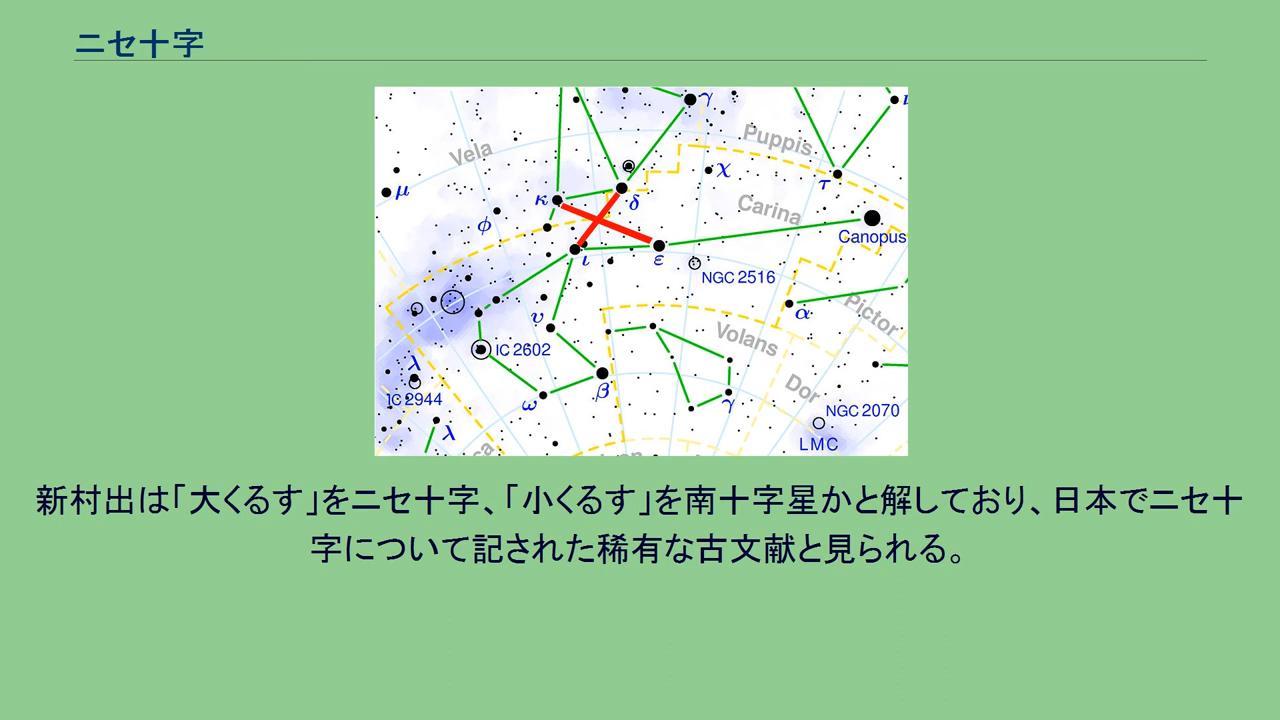 ニセ十字
γ
Puppis
Vela
χ
τ
μ
κ
δ
Carina
φ
Canopus
ι
ε
NGC 2516
α
Pictor
υ
Volans
IC 2602
λ
Dor
β
IC 2944
ω
γ
NGC 2070
λ
LMC
新村出は「大くるす」をニセ十字、「小くるす」を南十字星かと解しており、日本でニセ十
字について記された稀有な古文献と見られる。